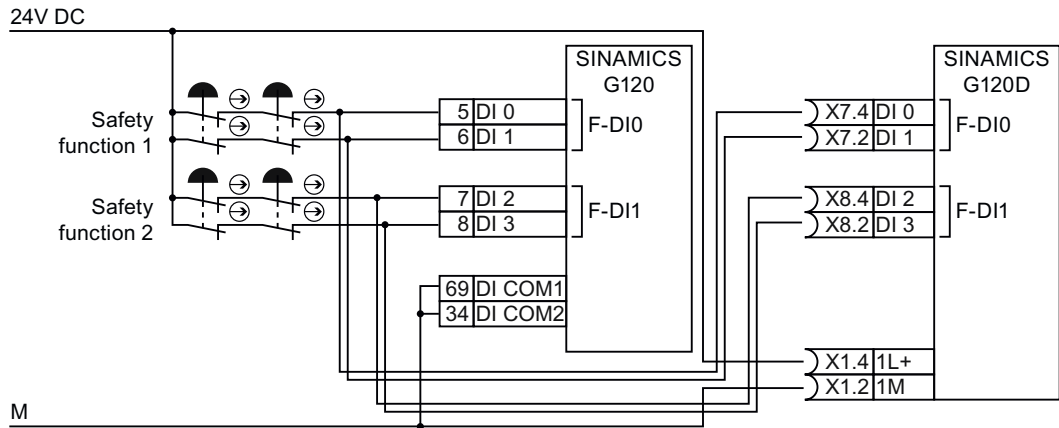 24V DC
Safety
function 1
Safety
function 2
M
SINAMICS
G120
5 DI 0
6 DI 1
F-DI0
7 DI 2
8 DI 3
F-DI1
69 DI COM1
34 DI COM2
SINAMICS
G120D
X7.4 DI 0
X7.2 DI 1
F-DI0
X8.4 DI 2
X8.2 DI 3
F-DI1
X1.4 1L+
X1.2 1M